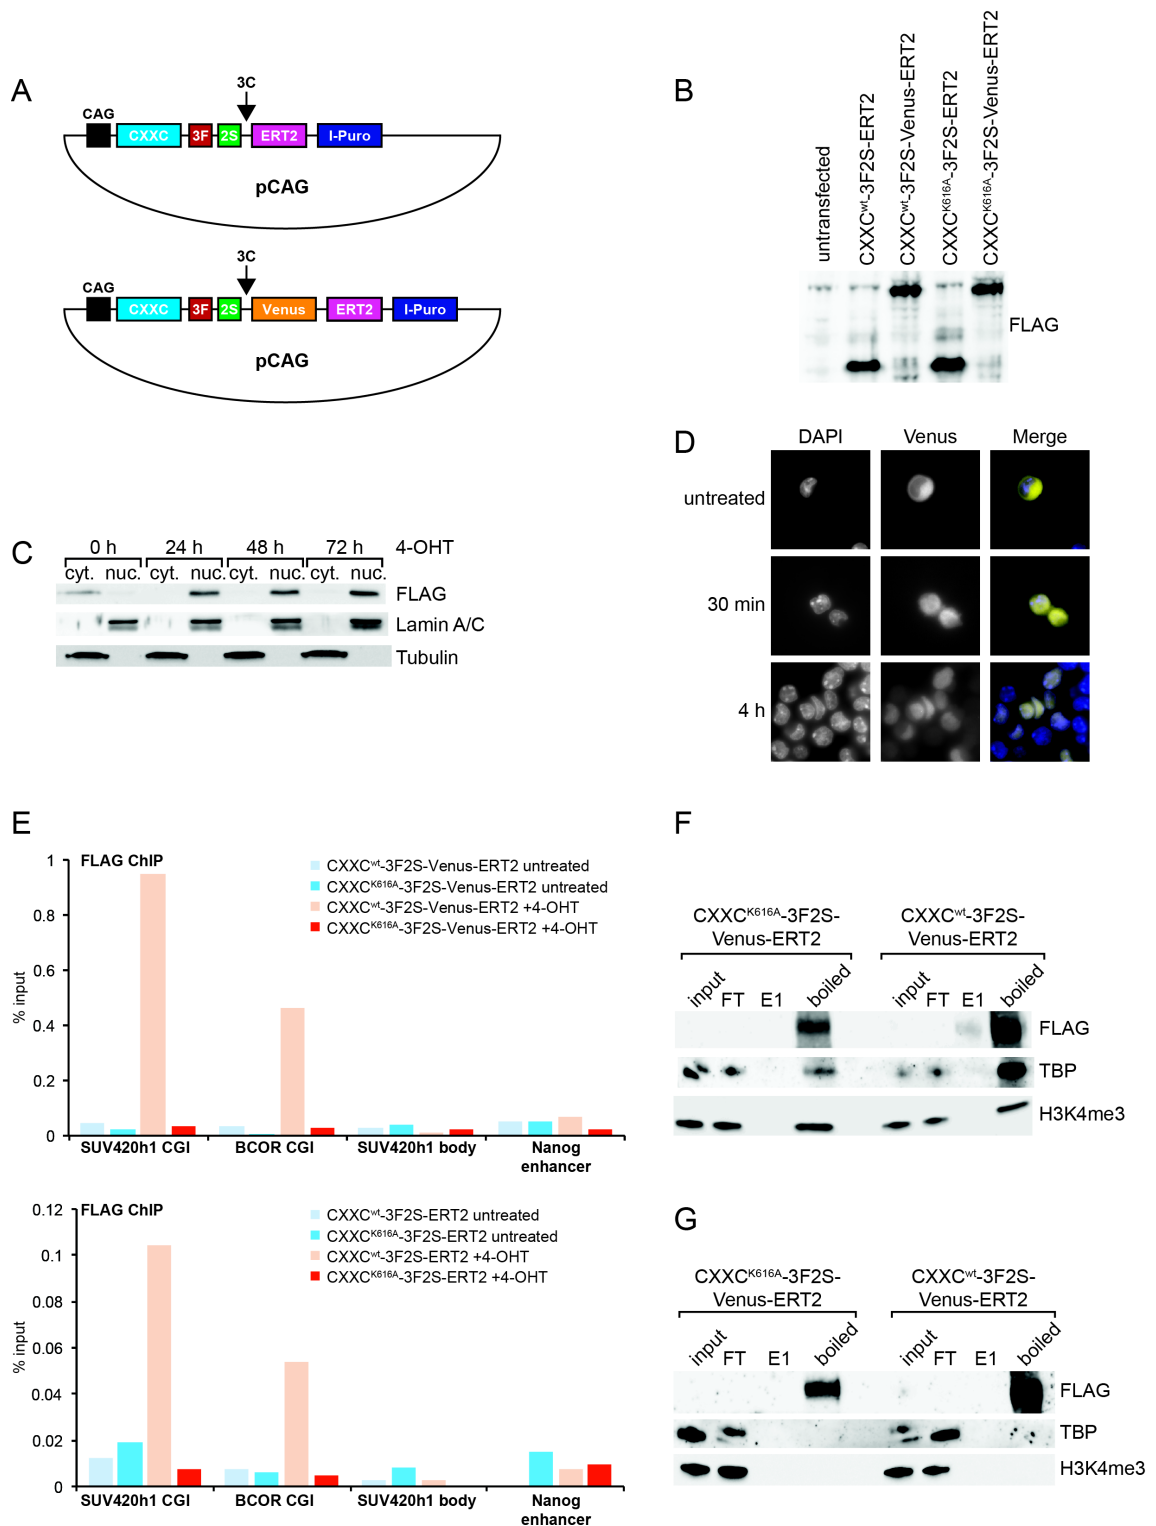 A
3C
CAG
CXXC 3F 2S ERT2 I-Puro
pCAG
3C
CAG
CXXC 3F 2S Venus ERT2 I-Puro
pCAG
B
untransfected
CXXCwt-3F2S-ERT2
CXXCwt-3F2S-Venus-ERT2
CXXCK616A-3F2S-ERT2
CXXCK616A-3F2S-Venus-ERT2
FLAG
C
0 h 24 h 48 h 72 h 4-OHT
cyt. nuc. cyt. nuc. cyt. nuc. cyt. nuc.
FLAG
Lamin A/C
Tubulin
D
DAPI Venus Merge
untreated
30 min
4 h
E
FLAG ChIP
CXXCwt-3F2S-Venus-ERT2 untreated
CXXCK616A-3F2S-Venus-ERT2 untreated
CXXCwt-3F2S-Venus-ERT2 +4-OHT
CXXCK616A-3F2S-Venus-ERT2 +4-OHT
% input
1
0.8
0.6
0.4
0.2
0
SUV420h1 CGI BCOR CGI SUV420h1 body Nanog
enhancer
FLAG ChIP
CXXCwt-3F2S-ERT2 untreated
CXXCK616A-3F2S-ERT2 untreated
CXXCwt-3F2S-ERT2 +4-OHT
CXXCK616A-3F2S-ERT2 +4-OHT
% input
0.12
0.1
0.08
0.06
0.04
0.02
0
SUV420h1 CGI BCOR CGI SUV420h1 body Nanog
enhancer
F
CXXCK616A-3F2S- CXXCwt-3F2S-
Venus-ERT2 Venus-ERT2
input FT E1 boiled input FT E1 boiled
FLAG
TBP
H3K4me3
G
CXXCK616A-3F2S- CXXCwt-3F2S-
Venus-ERT2 Venus-ERT2
input FT E1 boiled input FT E1 boiled
FLAG
TBP
H3K4me3